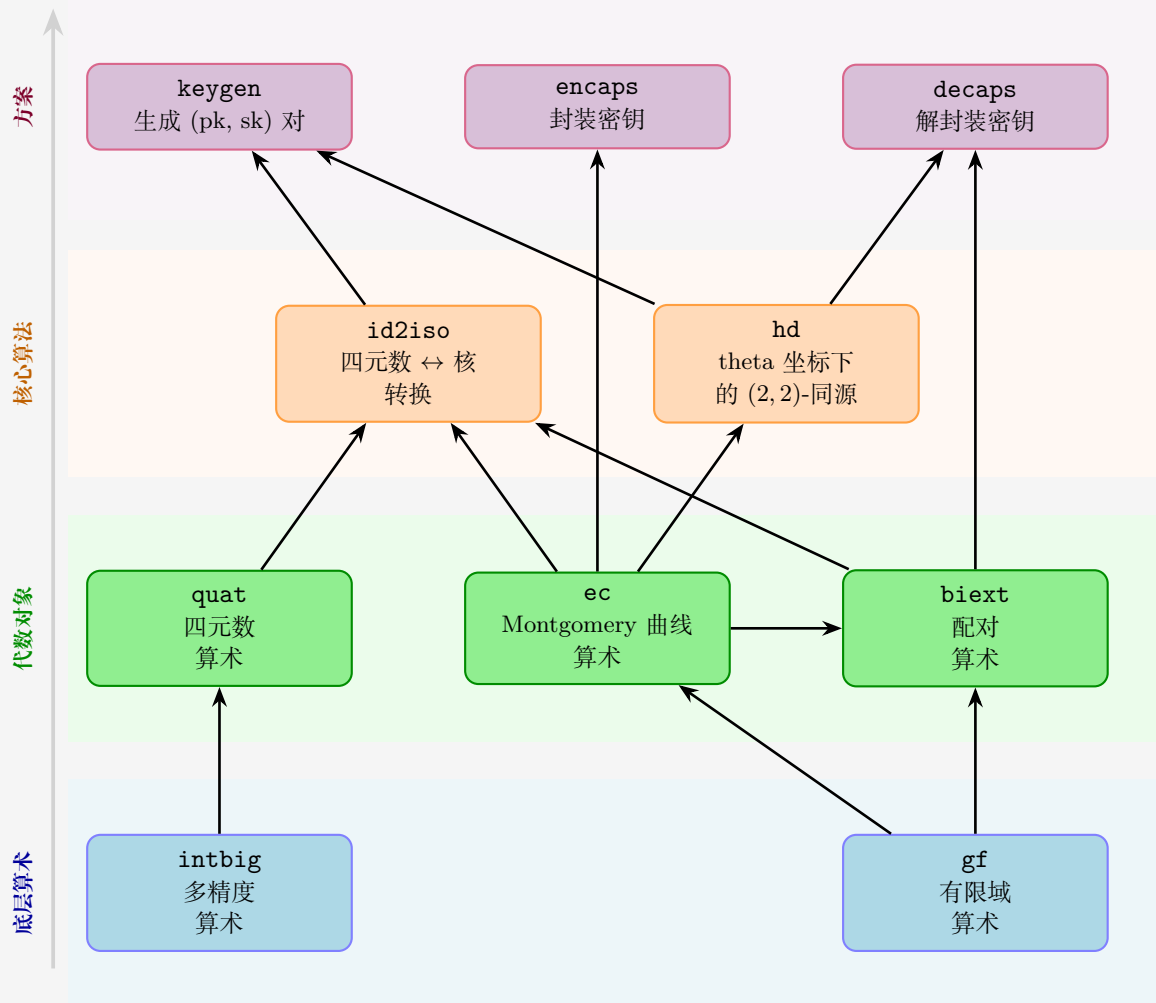 方案
keygen
生成 (pk, sk) 对
encaps
封装密钥
decaps
解封装密钥
核心算法
id2iso
四元数 ↔ 核
转换
hd
theta 坐标下
的 (2, 2)-同源
代数对象
quat
四元数
算术
ec
Montgomery 曲线
算术
biext
配对
算术
底层算术
intbig
多精度
算术
gf
有限域
算术